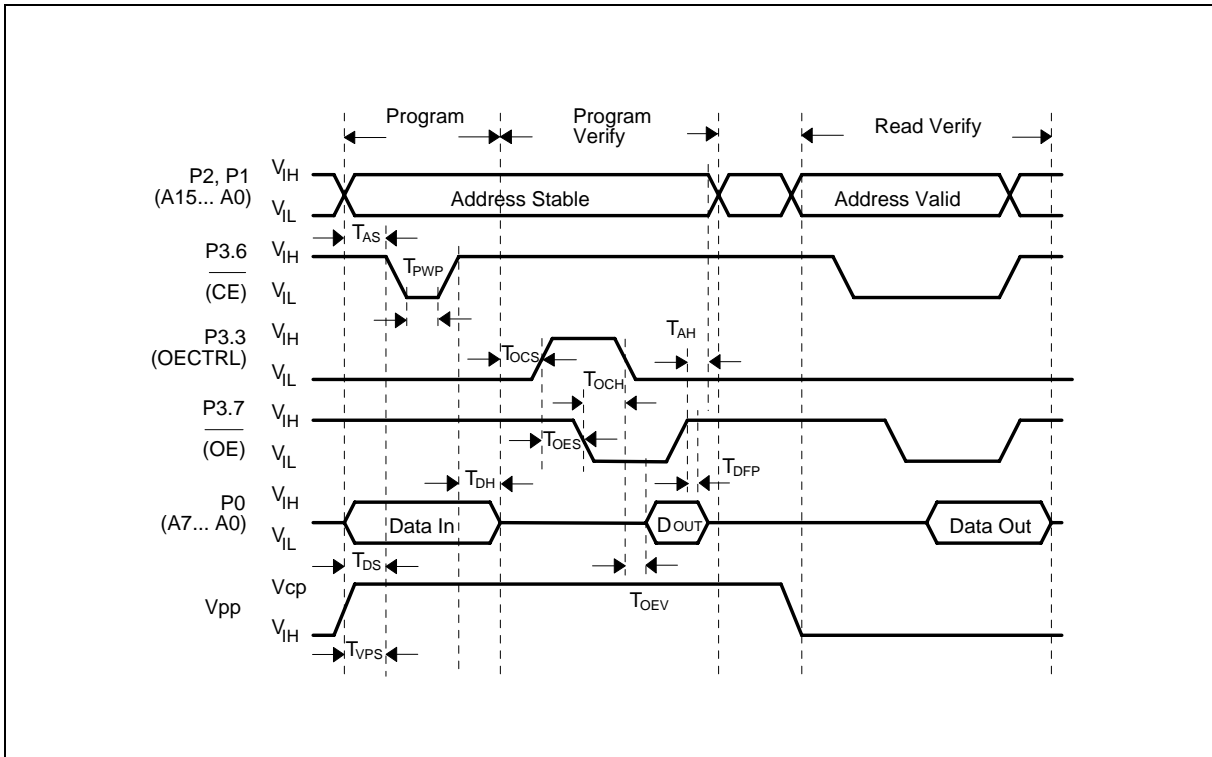 Program
Program
Verify
Read Verify
P2, P1
(A15... A0)
VIH
VIL
Address Stable
Address Valid
TAS
P3.6
(CE)
VIH
VIL
TPWP
P3.3
(OECTRL)
VIH
VIL
TOCS
TAH
TOCH
P3.7
(OE)
VIH
VIL
TOES
TDFP
TDH
P0
(A7... A0)
VIH
VIL
Data In
DOUT
Data Out
TDS
TOEV
Vpp
Vcp
VIH
TVPS